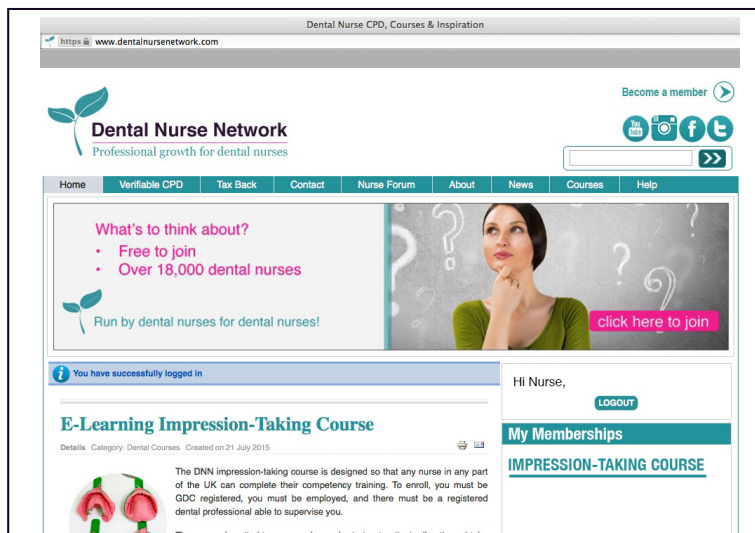 Dental Nurse CPD, Courses & Inspiration
https www.dentalnursenetwork.com
Become a member
Dental Nurse Network
Professional growth for dental nurses
You Tube
Home Verifiable CPD Tax Back Contact Nurse Forum About News Courses Help
What's to think about?
• Free to join
• Over 18,000 dental nurses
Run by dental nurses for dental nurses!
click here to join
You have successfully logged in
Hi Nurse,
LOGOUT
E-Learning Impression-Taking Course
Details Category: Dental Courses Created on 21 July 2015
My Memberships
IMPRESSION-TAKING COURSE
The DNN impression-taking course is designed so that any nurse in any part
of the UK can complete their competency training. To enroll, you must be
GDC registered, you must be employed, and there must be a registered
dental professional able to supervise you.